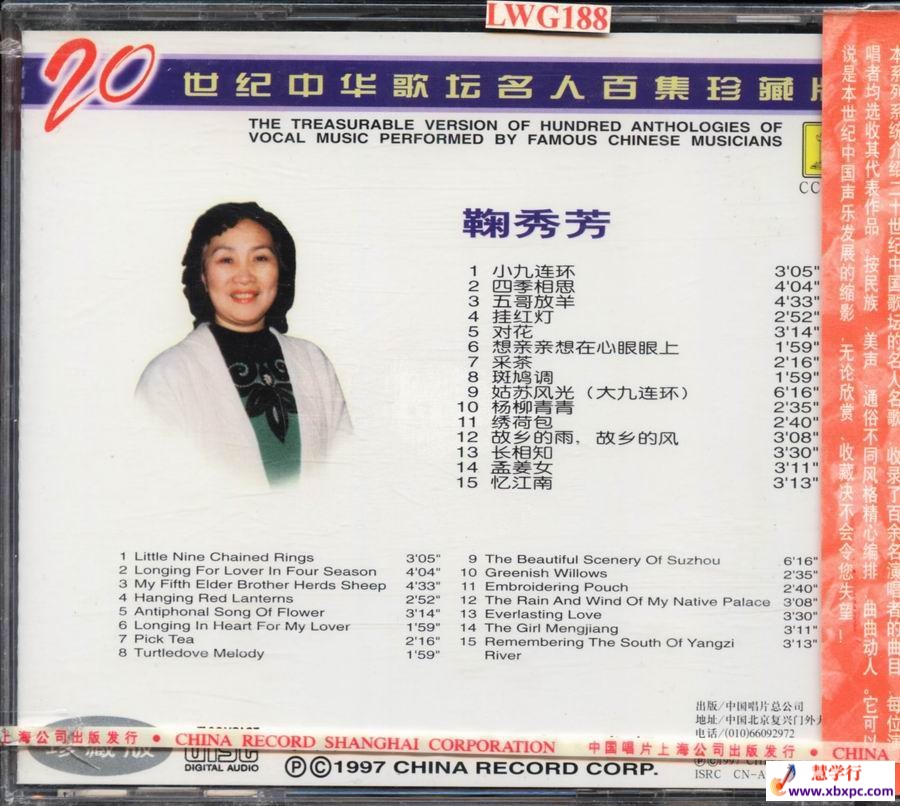 LWG188
20
世纪中华歌坛名人百集珍藏版
THE TREASURABLE VERSION OF HUNDRED ANTHOLOGIES OF
VOCAL MUSIC PERFORMED BY FAMOUS CHINESE MUSICIANS
CC
鞠秀芳
1 小九连环 3'05"
2 四季相思 4'04"
3 五哥放羊 4'33"
4 挂红灯 2'52"
5 对花 3'14"
6 想亲亲想在心眼眼上 1'59"
7 采茶 2'16"
8 斑鸠调 1'59"
9 姑苏风光（大九连环） 6'16"
10 杨柳青青 2'35"
11 绣荷包 2'40"
12 故乡的雨，故乡的风 3'08"
13 长相知 3'30"
14 孟姜女 3'11"
15 忆江南 3'13"
1 Little Nine Chained Rings 3'05"
2 Longing For Lover In Four Season 4'04"
3 My Fifth Elder Brother Herds Sheep 4'33"
4 Hanging Red Lanterns 2'52"
5 Antiphonal Song Of Flower 3'14"
6 Longing In Heart For My Lover 1'59"
7 Pick Tea 2'16"
8 Turtledove Melody 1'59"
9 The Beautiful Scenery Of Suzhou 6'16"
10 Greenish Willows 2'35"
11 Embroidering Pouch 2'40"
12 The Rain And Wind Of My Native Palace 3'08"
13 Everlasting Love 3'30"
14 The Girl Mengjiang 3'11"
15 Remembering The South Of Yangzi 3'13"
River
本系列系统介绍二十世纪中国歌坛的名人名歌、收录了百余名演唱者的曲目、每位演
唱者均选收其代表作品。按民族、美声、通俗不同风格精心编排、曲曲动人。它可以
说是本世纪中国声乐发展的缩影、无论欣赏、收藏决不会令您失望！
出版/中国唱片总公司
地址/中国北京复兴门外大
电话/(010)66092972
珍藏版
上海公司出版发行 • CHINA RECORD SHANGHAI CORPORATION 中国唱片上海公司出版发行 • CHINA
DIGITAL AUDIO
ⓅⒸ1997 CHINA RECORD CORP.
ⓅⒸ1997 C
ISRC CN-A
慧学行
www.xbxpc.com